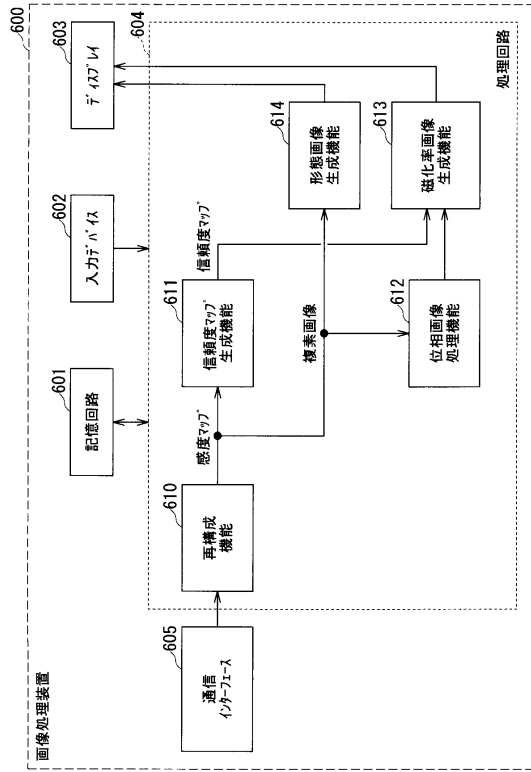 画像処理装置
600
601
記憶回路
602
入力デバイス
603
ディスプレイ
604
処理回路
605
通信
インターフェース
610
再構成
機能
感度マップ
611
信頼度マップ
生成機能
信頼度マップ
複素画像
612
位相画像
処理機能
614
形態画像
生成機能
613
磁化率画像
生成機能